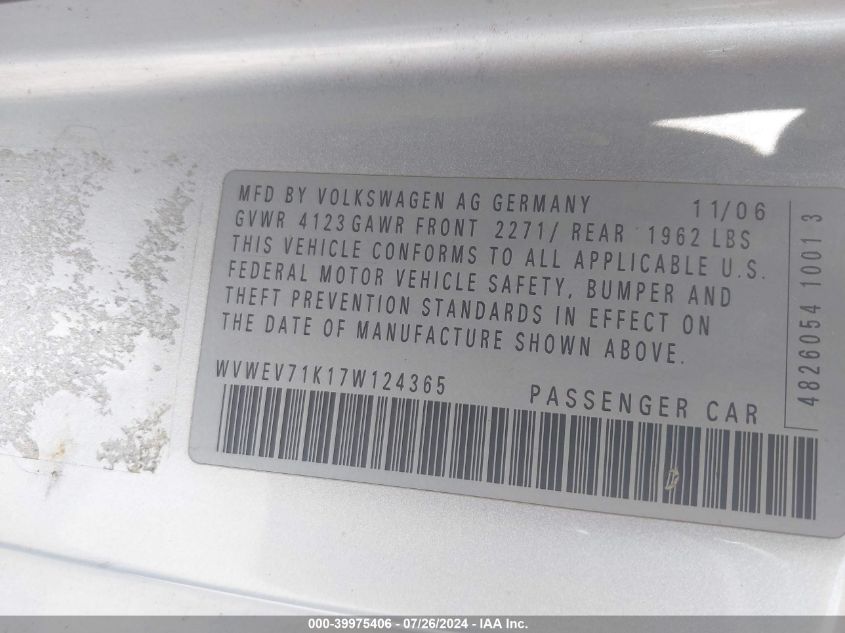 MFD BY VOLKSWAGEN AG GERMANY 11/06
GVWR 4123 GAWR FRONT 2271/ REAR 1962 LBS
THIS VEHICLE CONFORMS TO ALL APPLICABLE U.S.
FEDERAL MOTOR VEHICLE SAFETY, BUMPER AND
THEFT PREVENTION STANDARDS IN EFFECT ON
THE DATE OF MANUFACTURE SHOWN ABOVE.
WVWEV71K17W124365 PASSENGER CAR
4826054 1001 3
000-39975406 - 07/26/2024 - IAA Inc.